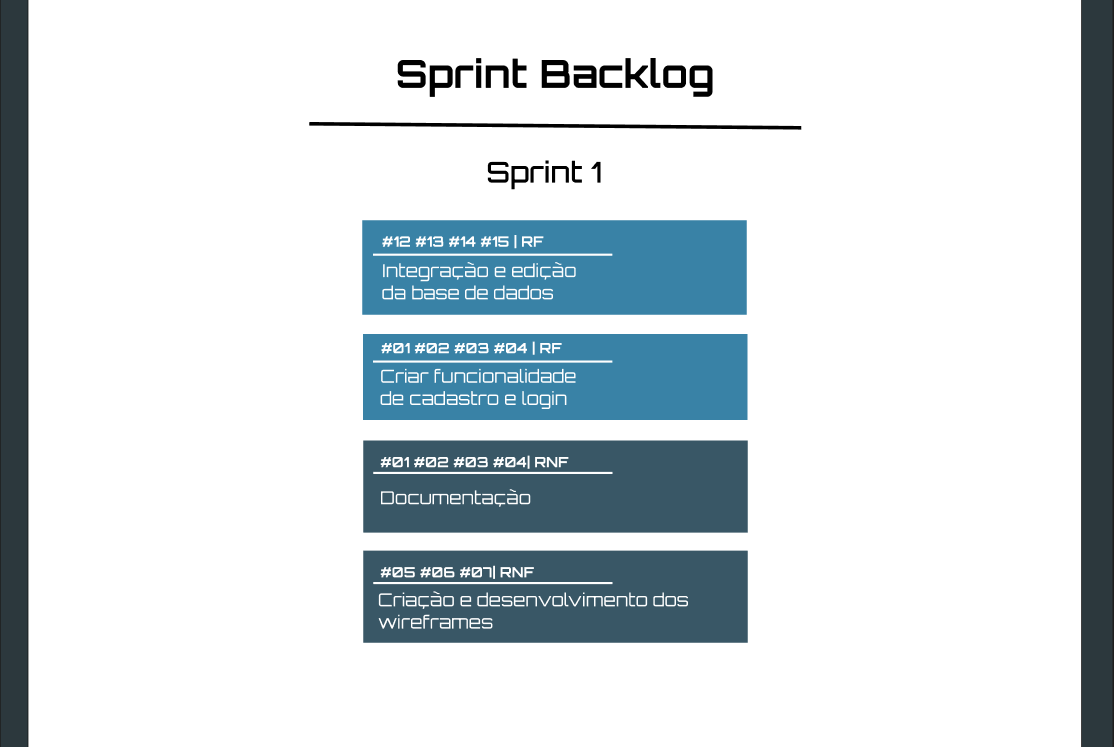 Sprint Backlog
Sprint 1
#12 #13 #14 #15 | RF
Integração e edição
da base de dados
#01 #02 #03 #04 | RF
Criar funcionalidade
de cadastro e login
#01 #02 #03 #04| RNF
Documentação
#05 #06 #07| RNF
Criação e desenvolvimento dos
wireframes